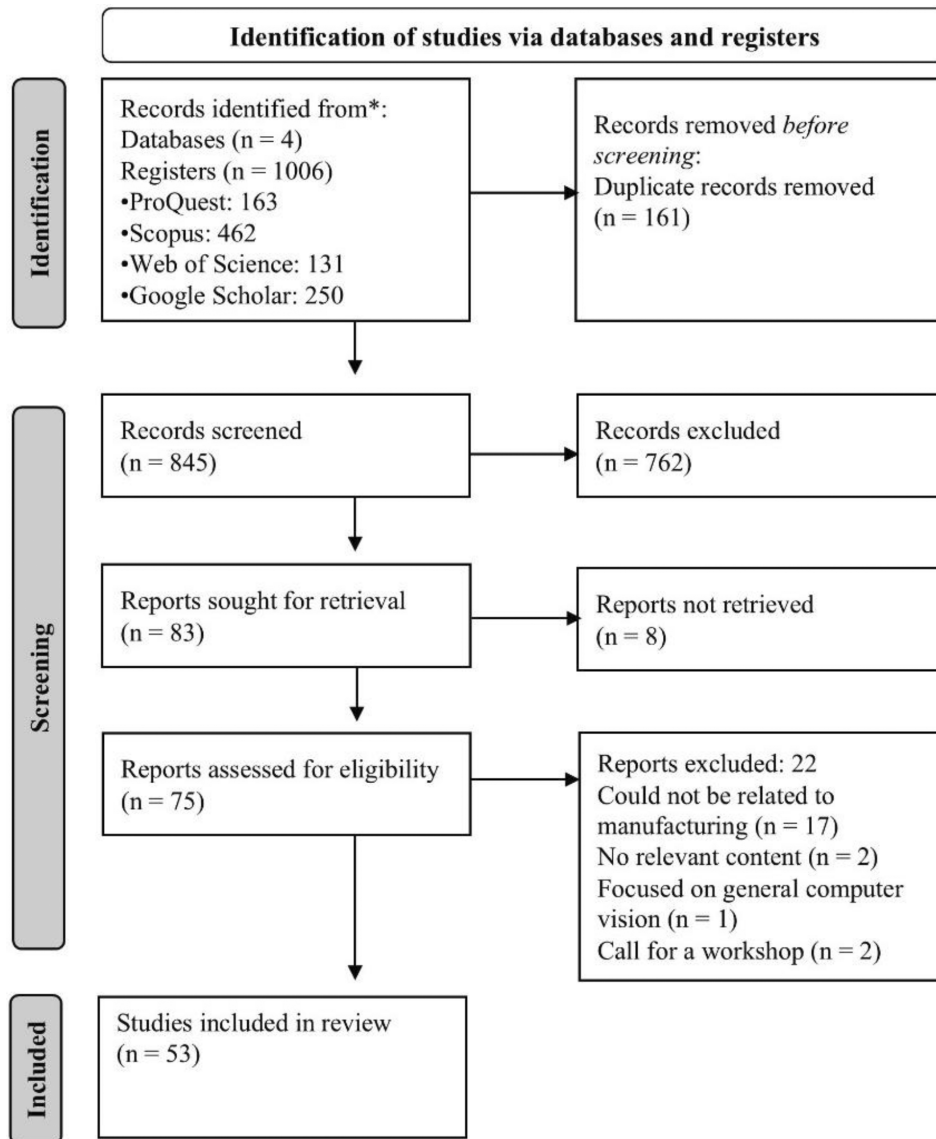 Identification of studies via databases and registers
Identification
Records identified from*:
Databases (n = 4)
Registers (n = 1006)
•ProQuest: 163
•Scopus: 462
•Web of Science: 131
•Google Scholar: 250
Records removed before
screening:
Duplicate records removed
(n = 161)
Screening
Records screened
(n = 845)
Records excluded
(n = 762)
Reports sought for retrieval
(n = 83)
Reports not retrieved
(n = 8)
Reports assessed for eligibility
(n = 75)
Reports excluded: 22
Could not be related to
manufacturing (n = 17)
No relevant content (n = 2)
Focused on general computer
vision (n = 1)
Call for a workshop (n = 2)
Included
Studies included in review
(n = 53)